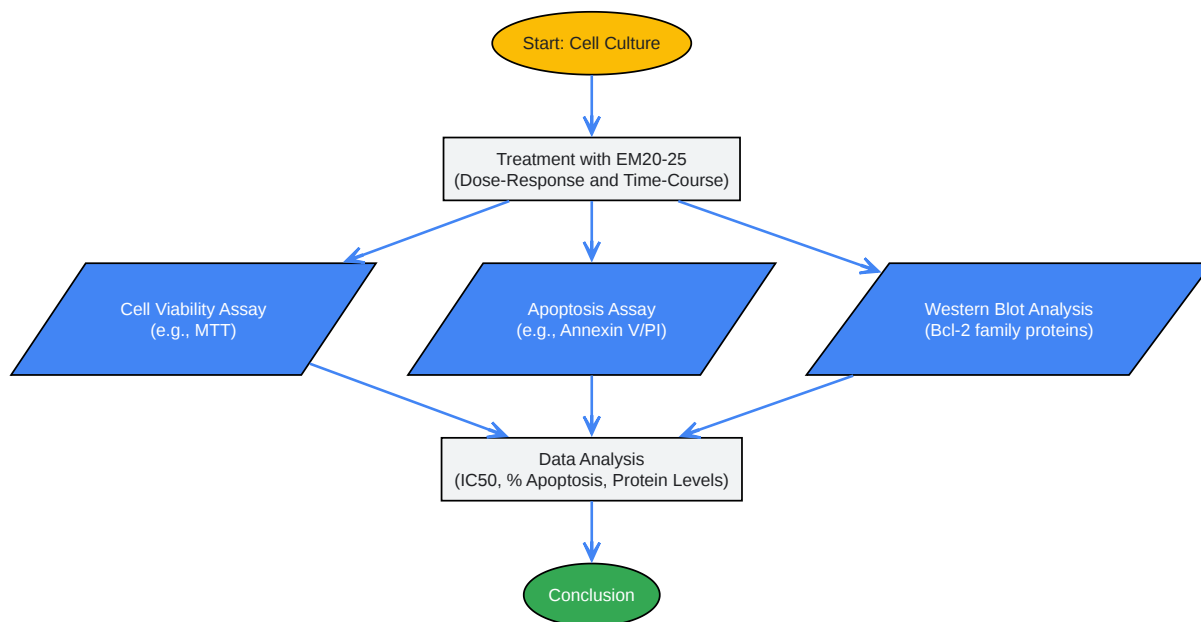 Start: Cell Culture
Treatment with EM20-25
(Dose-Response and Time-Course)
Cell Viability Assay
(e.g., MTT)
Apoptosis Assay
(e.g., Annexin V/PI)
Western Blot Analysis
(Bcl-2 family proteins)
Data Analysis
(IC50, % Apoptosis, Protein Levels)
Conclusion